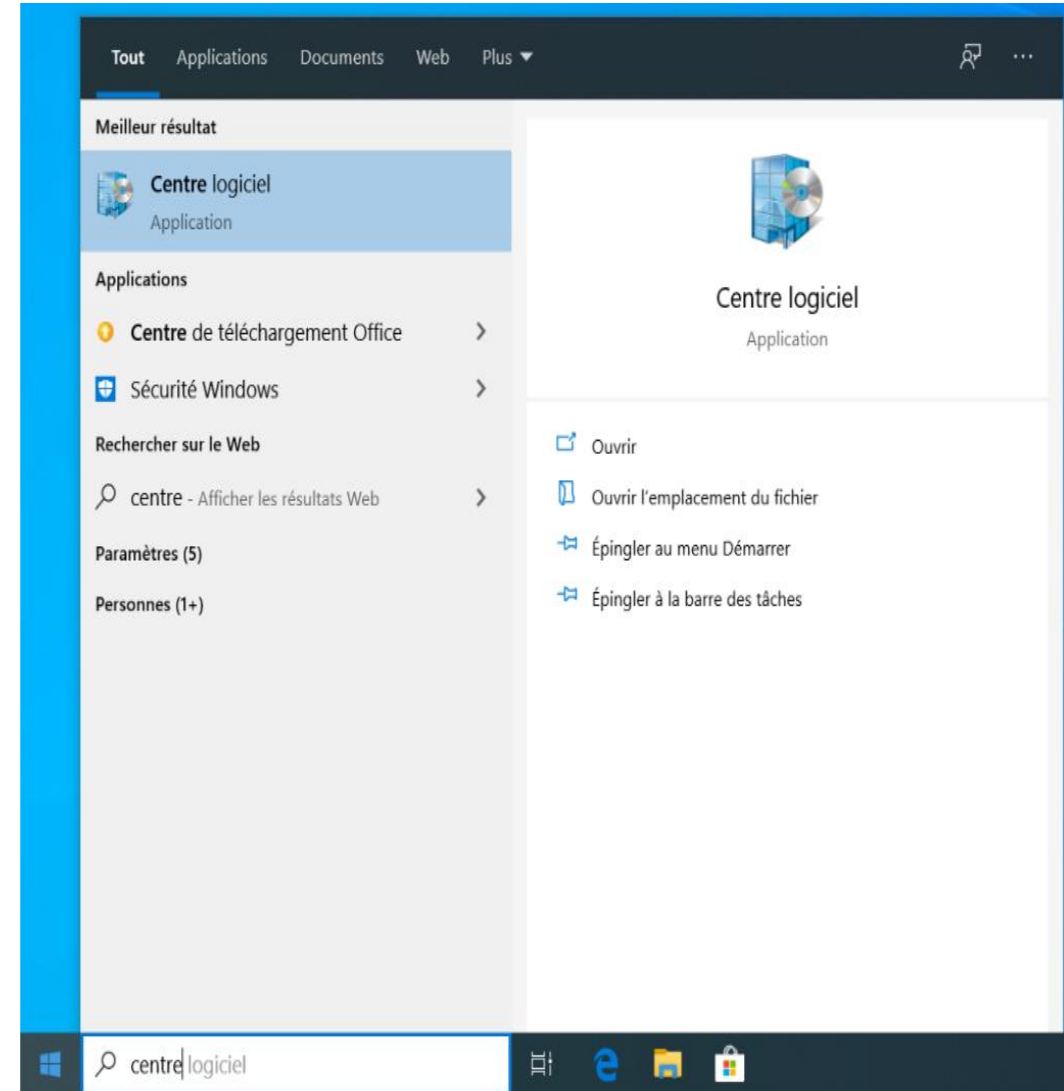 Tout Applications Documents Web Plus
Meilleur résultat
Centre logiciel
Application
Applications
Centre de téléchargement Office
Sécurité Windows
Rechercher sur le Web
centre - Afficher les résultats Web
Paramètres (5)
Personnes (1+)
Centre logiciel
Application
Ouvrir
Ouvrir l'emplacement du fichier
Épingler au menu Démarrer
Épingler à la barre des tâches
centre logiciel